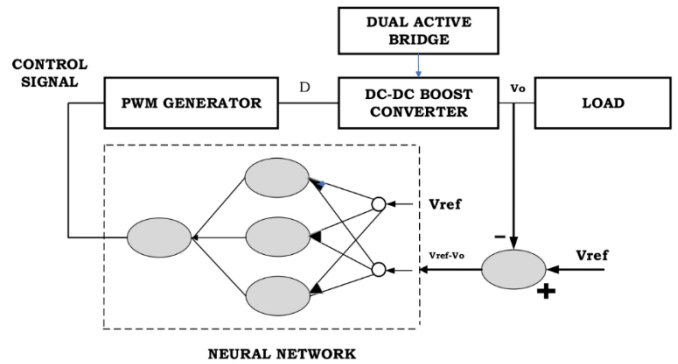 DUAL ACTIVE
BRIDGE
CONTROL
SIGNAL
PWM GENERATOR
D
DC-DC BOOST
CONVERTER
Vo
LOAD
Vref
−
Vref-Vo
Vref
+
NEURAL NETWORK